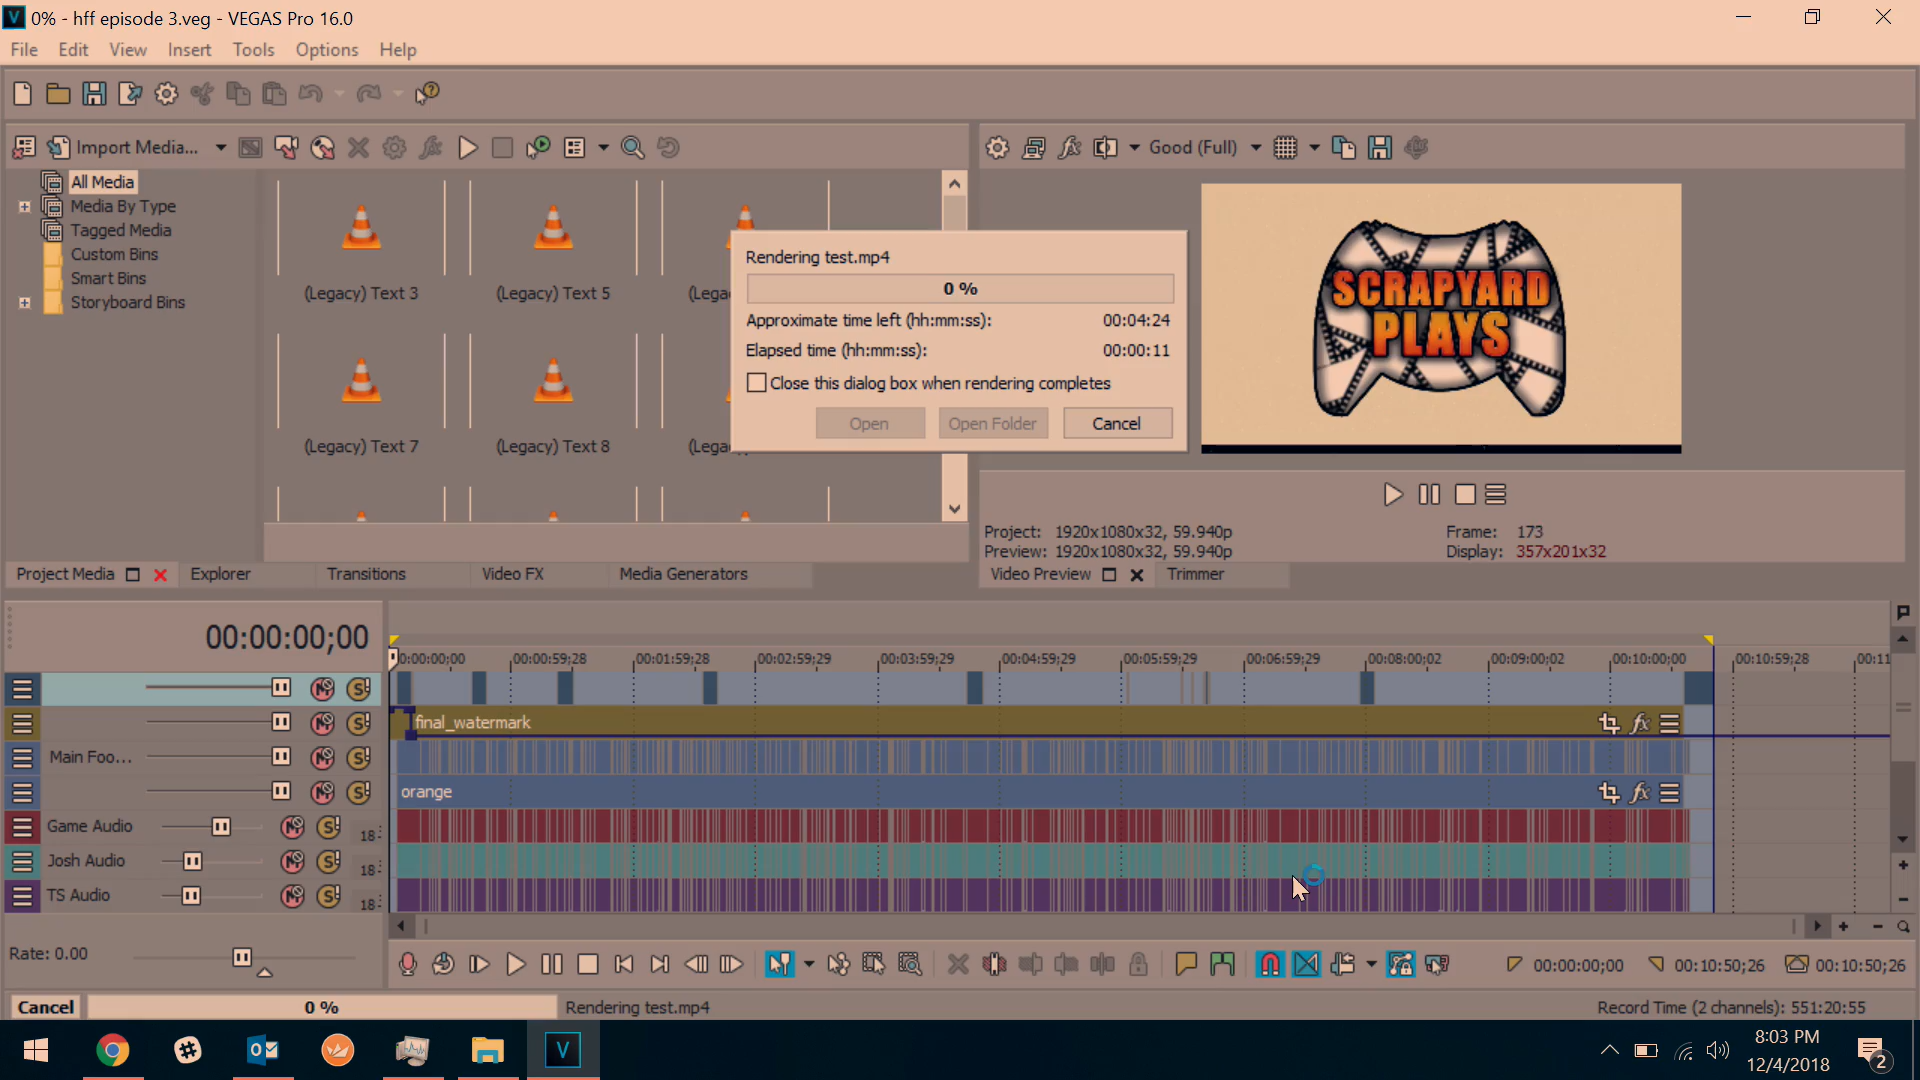 0% - hff episode 3.veg - VEGAS Pro 16.0
File Edit View Insert Tools Options Help
Import Media...
Good (Full)
All Media
Media By Type
Tagged Media
Custom Bins
Smart Bins
Storyboard Bins
(Legacy) Text 3
(Legacy) Text 5
(Lega
(Legacy) Text 7
(Legacy) Text 8
(Lega
Rendering test.mp4
0 %
Approximate time left (hh:mm:ss): 00:04:24
Elapsed time (hh:mm:ss): 00:00:11
Close this dialog box when rendering completes
Open Open Folder Cancel
SCRAPYARD
PLAYS
Project: 1920x1080x32, 59.940p Frame: 173
Preview: 1920x1080x32, 59.940p Display: 357x201x32
Project Media Explorer Transitions Video FX Media Generators
Video Preview Trimmer
00:00:00;00
0:00:00;00 00:00:59;28 00:01:59;28 00:02:59;29 00:03:59;29 00:04:59;29 00:05:59;29 00:06:59;29 00:08:00;02 00:09:00;02 00:10:00;00 00:10:59;28 00:11
final_watermark
Main Foo...
orange
Game Audio 18
Josh Audio 18
TS Audio 18
Rate: 0.00
00:00:00;00 00:10:50;26 00:10:50;26
Cancel 0 % Rendering test.mp4 Record Time (2 channels): 551:20:55
8:03 PM
12/4/2018
2